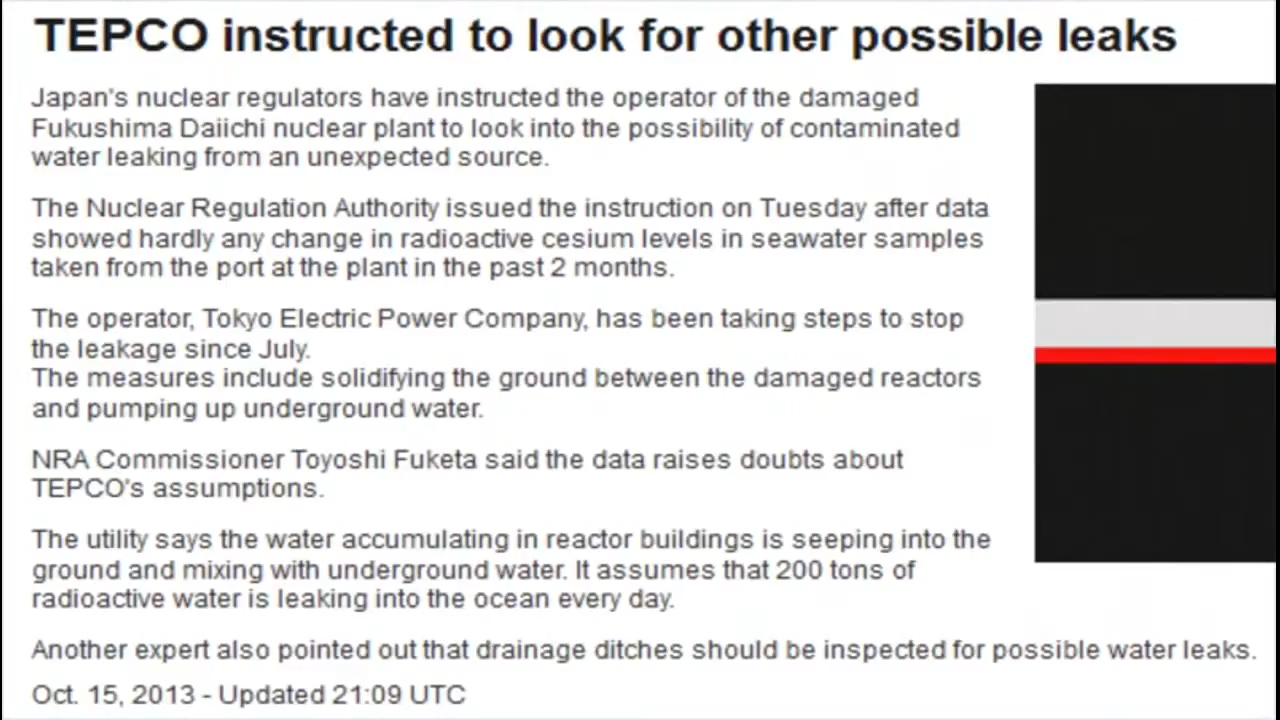 TEPCO instructed to look for other possible leaks
Japan's nuclear regulators have instructed the operator of the damaged
Fukushima Daiichi nuclear plant to look into the possibility of contaminated
water leaking from an unexpected source.
The Nuclear Regulation Authority issued the instruction on Tuesday after data
showed hardly any change in radioactive cesium levels in seawater samples
taken from the port at the plant in the past 2 months.
The operator, Tokyo Electric Power Company, has been taking steps to stop
the leakage since July.
The measures include solidifying the ground between the damaged reactors
and pumping up underground water.
NRA Commissioner Toyoshi Fuketa said the data raises doubts about
TEPCO's assumptions.
The utility says the water accumulating in reactor buildings is seeping into the
ground and mixing with underground water. It assumes that 200 tons of
radioactive water is leaking into the ocean every day.
Another expert also pointed out that drainage ditches should be inspected for possible water leaks.
Oct. 15, 2013 - Updated 21:09 UTC